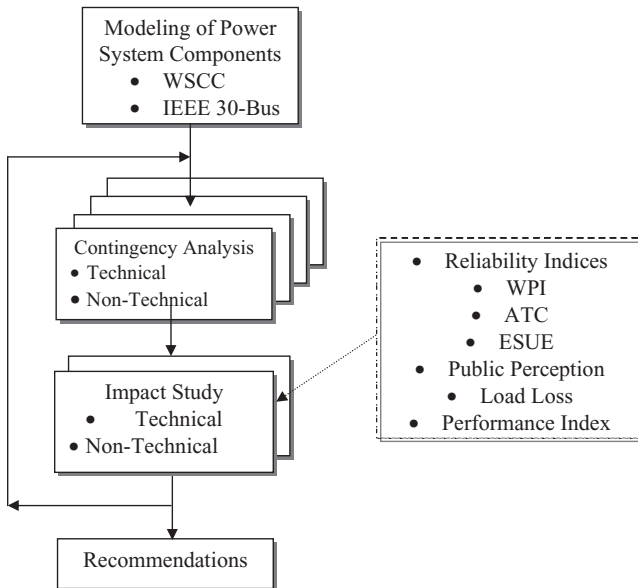 Modeling of Power
System Components
● WSCC
● IEEE 30-Bus
Contingency Analysis
● Technical
● Non-Technical
Impact Study
● Technical
● Non-Technical
Recommendations
● Reliability Indices
● WPI
● ATC
● ESUE
● Public Perception
● Load Loss
● Performance Index